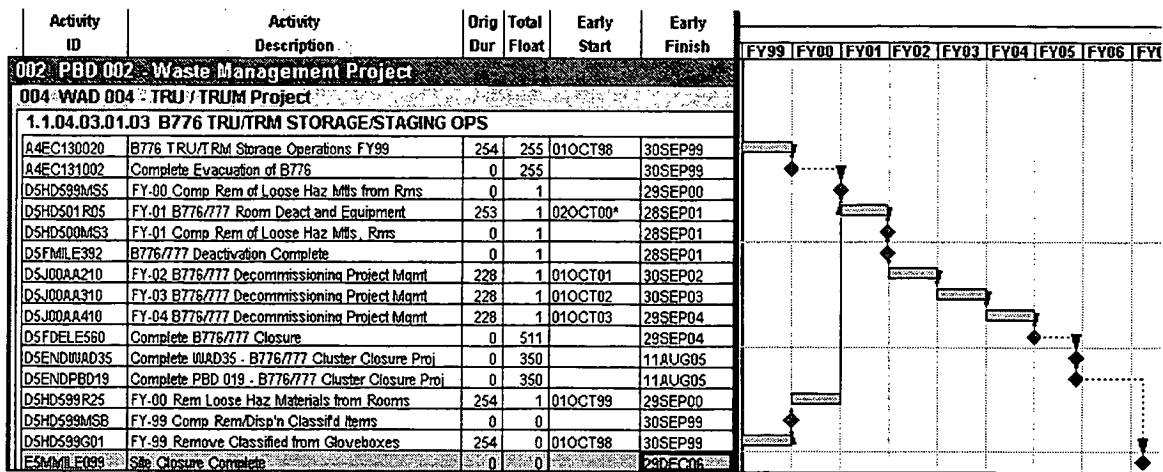 Activity ID Activity Description Orig Dur Total Float Early Start Early Finish FY99 FY00 FY01 FY02 FY03 FY04 FY05 FY06
002 PBD 002 - Waste Management Project
004 WAD 004 - TRU / TRUM Project
1.1.04.03.01.03 B776 TRU/TRM STORAGE/STAGING OPS
A4EC130020 B776 TRU/TRM Storage Operations FY99 254 255 01OCT98 30SEP99
A4EC131002 Complete Evacuation of B776 0 255 30SEP99
D5HD599MS5 FY-00 Comp Rem of Loose Haz Mtls from Rms 0 1 29SEP00
D5HD501R05 FY-01 B776/777 Room Deact and Equipment 253 1 02OCT00* 28SEP01
D5HD500MS3 FY-01 Comp Rem of Loose Haz Mtls, Rms 0 1 28SEP01
D5FMILE392 B776/777 Deactivation Complete 0 1 28SEP01
D5J00AA210 FY-02 B776/777 Decommissioning Project Mgmt 228 1 01OCT01 30SEP02
D5J00AA310 FY-03 B776/777 Decommissioning Project Mgmt 228 1 01OCT02 30SEP03
D5J00AA410 FY-04 B776/777 Decommissioning Project Mgmt 228 1 01OCT03 29SEP04
D5FDELE560 Complete B776/777 Closure 0 511 29SEP04
D5ENDWAD35 Complete WAD35 - B776/777 Cluster Closure Proj 0 350 11AUG05
D5ENDPBD19 Complete PBD 019 - B776/777 Cluster Closure Proj 0 350 11AUG05
D5HD599R25 FY-00 Rem Loose Haz Materials from Rooms 254 1 01OCT99 29SEP00
D5HD599MSB FY-99 Comp Rem/Disp'n Classif'd Items 0 0 30SEP99
D5HD599G01 FY-99 Remove Classified from Gloveboxes 254 0 01OCT98 30SEP99
E5MMILE099 Site Closure Complete 0 0 29DEC06